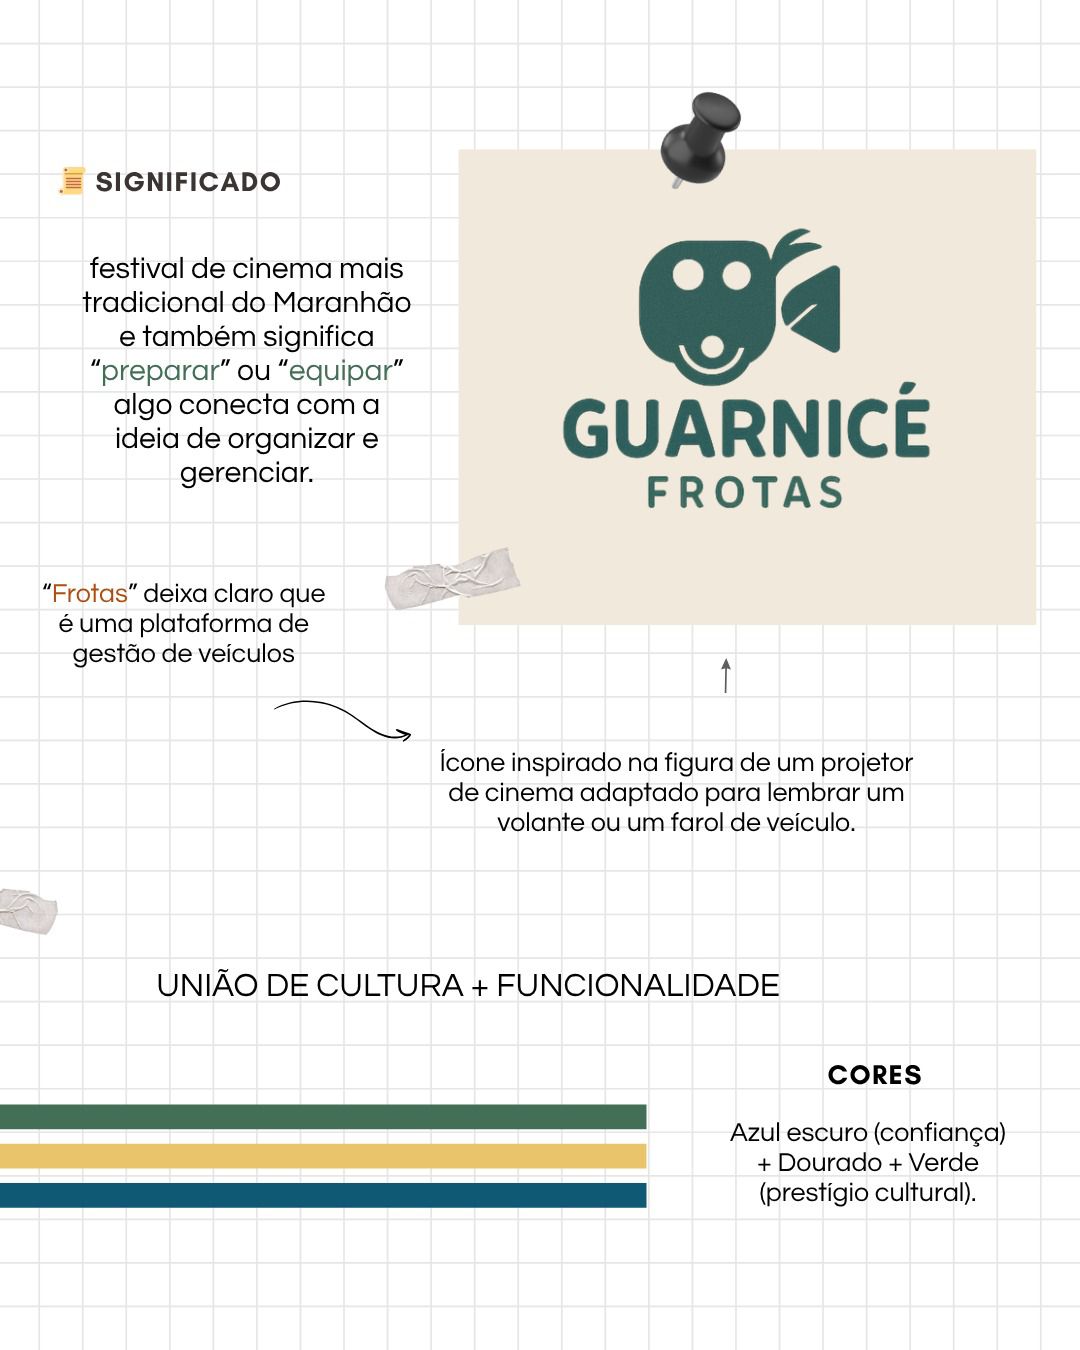 SIGNIFICADO
festival de cinema mais
tradicional do Maranhão
e também significa
“preparar” ou “equipar”
algo conecta com a
ideia de organizar e
gerenciar.
GUARNICÉ
FROTAS
“Frotas” deixa claro que
é uma plataforma de
gestão de veículos
Ícone inspirado na figura de um projetor
de cinema adaptado para lembrar um
volante ou um farol de veículo.
UNIÃO DE CULTURA + FUNCIONALIDADE
CORES
Azul escuro (confiança)
+ Dourado + Verde
(prestígio cultural).